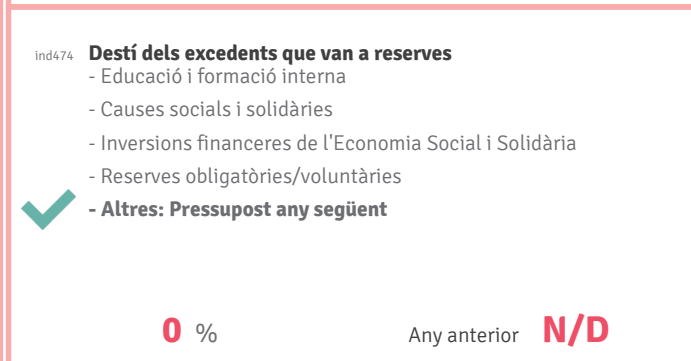 ind474 Destí dels excedents que van a reserves
- Educació i formació interna
- Causes socials i solidàries
- Inversions financeres de l'Economia Social i Solidària
- Reserves obligatóries/voluntàries
- Altres: Pressupost any següent
0 % Any anterior N/D